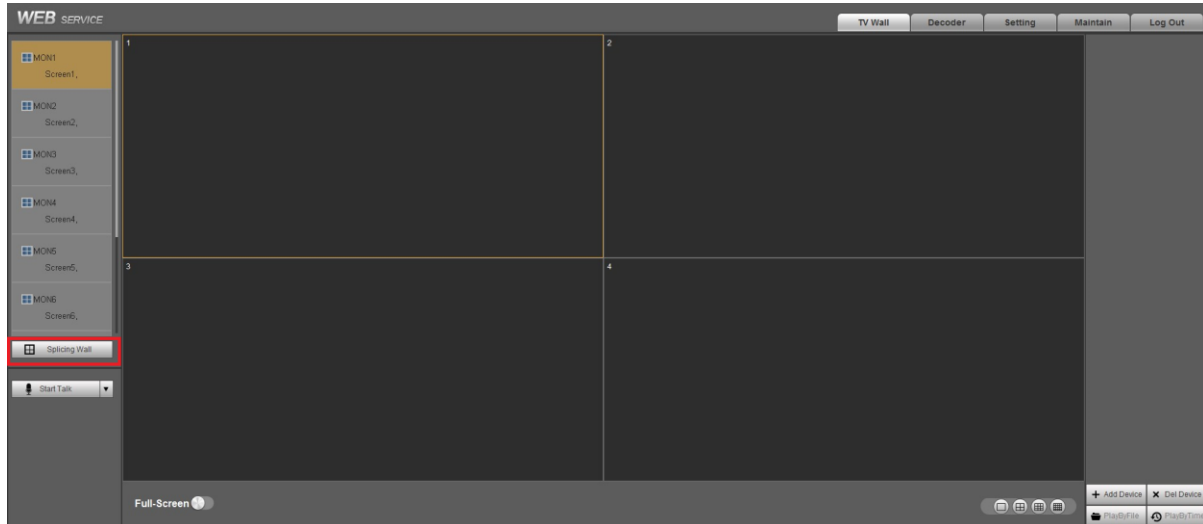 WEB SERVICE
TV Wall
Decoder
Setting
Maintain
Log Out
MON1
Screen1,
MON2
Screen2,
MON3
Screen3,
MON4
Screen4,
MON5
Screen5,
MON6
Screen6,
Splicing Wall
Start Talk
1
2
3
4
Full-Screen
+ Add Device
X Del Device
PlayByFile
PlayByTime